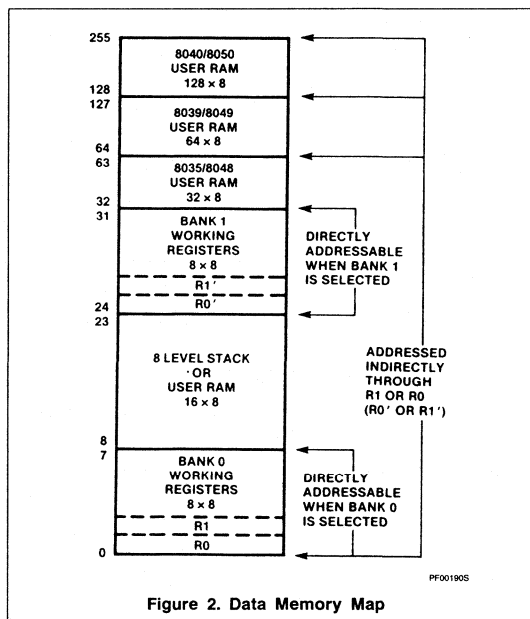 255
8040/8050
USER RAM
128 × 8
128
127
8039/8049
USER RAM
64 × 8
64
63
8035/8048
USER RAM
32 × 8
32
31
BANK 1
WORKING
REGISTERS
8 × 8
R1'
R0'
24
23
DIRECTLY
ADDRESSABLE
WHEN BANK 1
IS SELECTED
8 LEVEL STACK
OR
USER RAM
16 × 8
ADDRESSED
INDIRECTLY
THROUGH
R1 OR R0
(R0' OR R1')
8
7
BANK 0
WORKING
REGISTERS
8 × 8
R1
R0
0
DIRECTLY
ADDRESSABLE
WHEN BANK 0
IS SELECTED
PF00190S
Figure 2. Data Memory Map